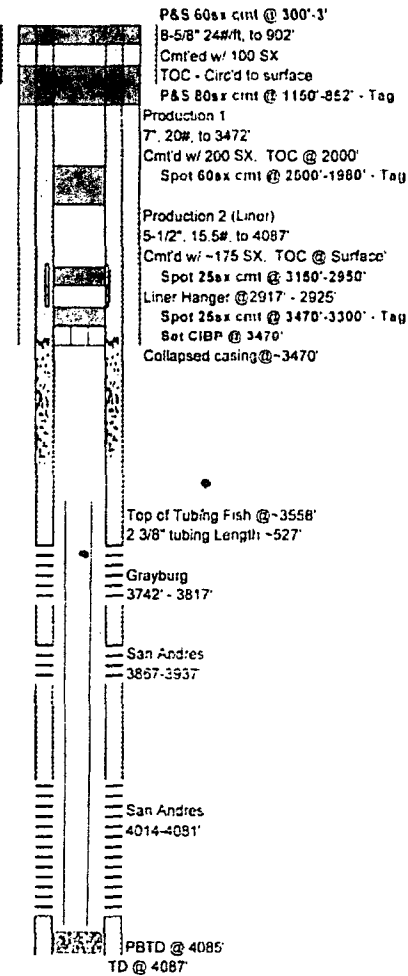 P&S 60sx cmt @ 300'-3'
8-5/8" 24#/ft, to 902'
Cmt'ed w/ 100 SX
TOC - Circ'd to surface
P&S 80sx cmt @ 1150'-852' - Tag
Production 1
7", 20#, to 3472'
Cmt'd w/ 200 SX. TOC @ 2000'
Spot 60sx cmt @ 2500'-1980' - Tag
Production 2 (Liner)
5-1/2", 15.5#, to 4087'
Cmt'd w/ ~175 SX. TOC @ Surface'
Spot 25sx cmt @ 3150'-2950'
Liner Hanger @2917' - 2925'
Spot 25sx cmt @ 3470'-3300' - Tag
Set CIBP @ 3470'
Collapsed casing@~3470'
Top of Tubing Fish @~3558'
2 3/8" tubing Length ~527'
Grayburg
3742' - 3817'
San Andres
3867-3937'
San Andres
4014-4081'
PBTD @ 4085'
TD @ 4087'